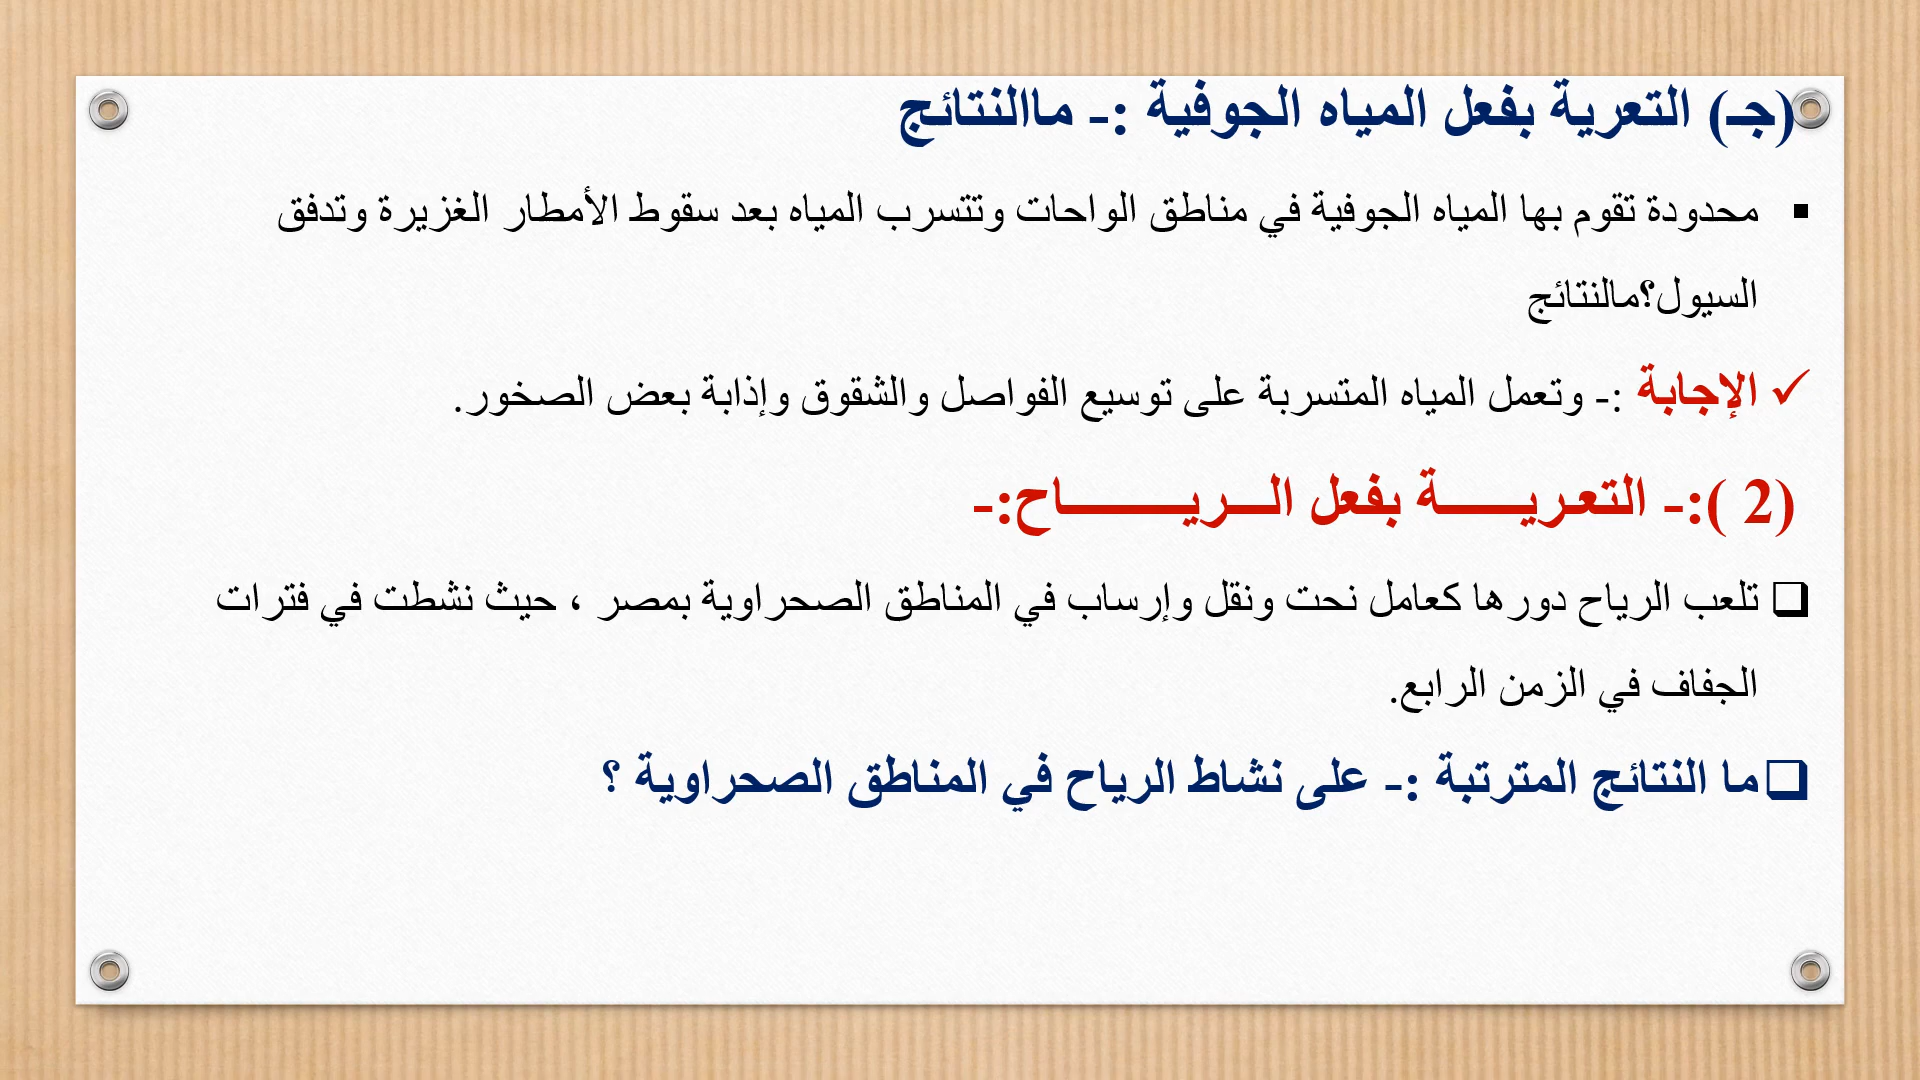 (جـ) التعرية بفعل المياه الجوفية :- ماالنتائج
▪ محدودة تقوم بها المياه الجوفية في مناطق الواحات وتتسرب المياه بعد سقوط الأمطار الغزيرة وتدفق
السيول؟مالنتائج
✓ الإجابة :- وتعمل المياه المتسربة على توسيع الفواصل والشقوق وإذابة بعض الصخور.
(2 ):- التعريـــــــة بفعل الـــريـــــــــــاح:-
❑ تلعب الرياح دورها كعامل نحت ونقل وإرساب في المناطق الصحراوية بمصر ، حيث نشطت في فترات
الجفاف في الزمن الرابع.
❑ ما النتائج المترتبة :- على نشاط الرياح في المناطق الصحراوية ؟